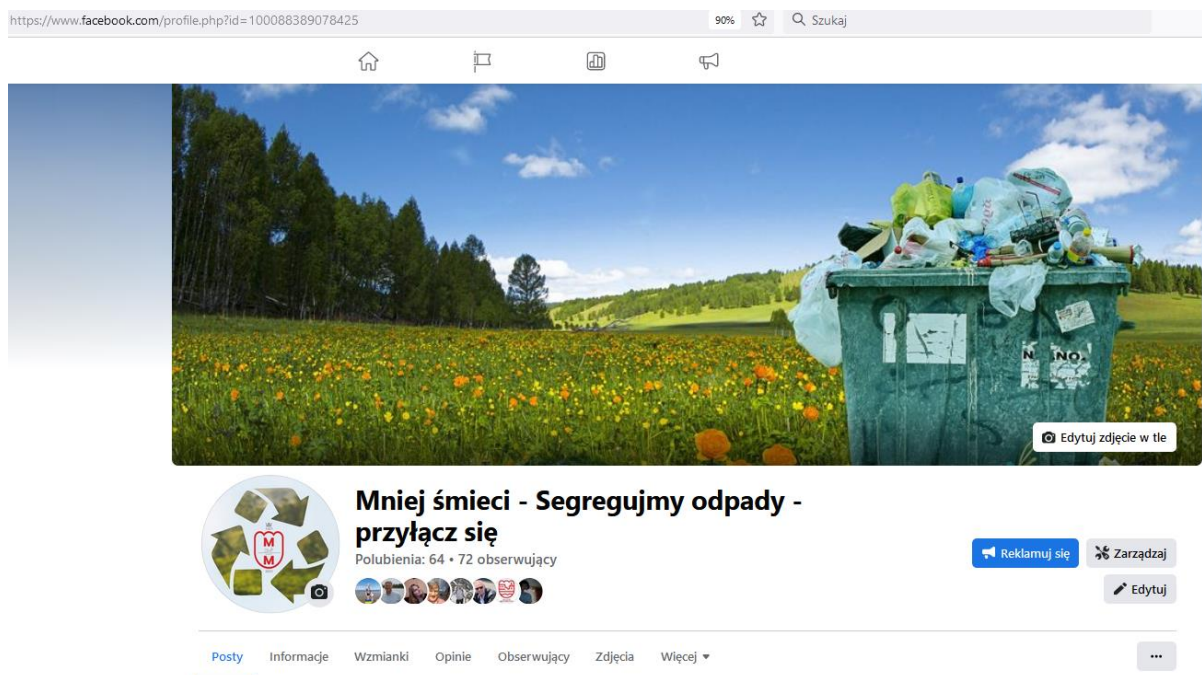 https://www.facebook.com/profile.php?id=100088389078425
90%
Szukaj
N NO.
Edytuj zdjęcie w tle
Mniej śmieci - Segregujmy odpady -
przyłącz się
Polubienia: 64 • 72 obserwujący
M
M
Reklamuj się
Zarządzaj
Edytuj
Posty Informacje Wzmianki Opinie Obserwujący Zdjęcia Więcej